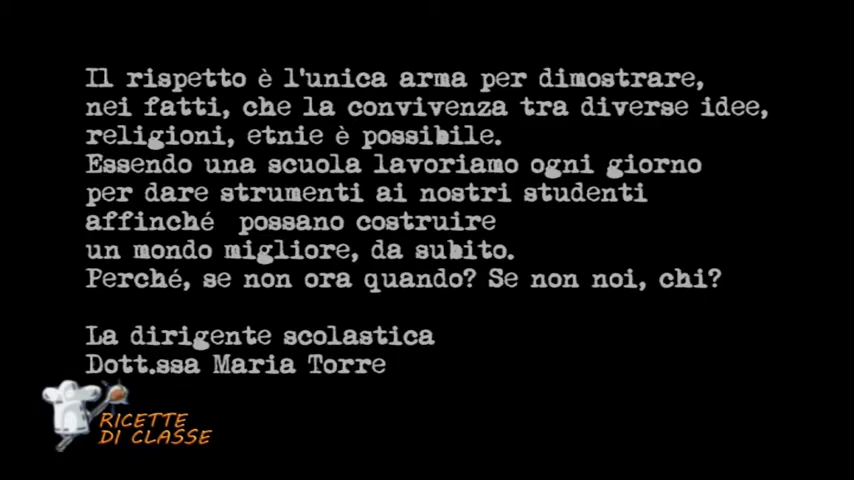 Il rispetto è l'unica arma per dimostrare,
nei fatti, che la convivenza tra diverse idee,
religioni, etnie è possibile.
Essendo una scuola lavoriamo ogni giorno
per dare strumenti ai nostri studenti
affinché  possano costruire
un mondo migliore, da subito.
Perché, se non ora quando? Se non noi, chi?
La dirigente scolastica
Dott.ssa Maria Torre
RICETTE
DI CLASSE